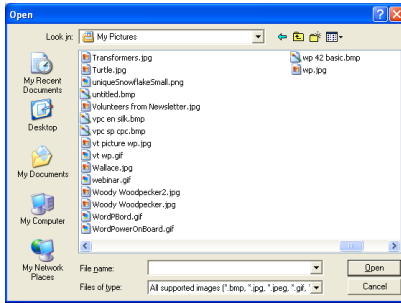 Open
Look in: My Pictures
My Recent Documents
Desktop
My Documents
My Computer
My Network Places
Transformers.jpg
Turtle.jpg
uniqueSnowflakeSmall.png
untitled.bmp
Volunteers from Newsletter.jpg
vpc en silk.bmp
vpc sp cpc.bmp
vt picture wp.jpg
vt wp.gif
Wallace.jpg
webinar.gif
Woody Woodpecker2.jpg
Woody Woodpecker.jpg
WordPBord.gif
WordPowerOnBoard.gif
wp 42 basic.bmp
wp.jpg
File name:
Open
Files of type: All supported images (*.bmp, *.jpg, *.jpeg, *.gif, *
Cancel